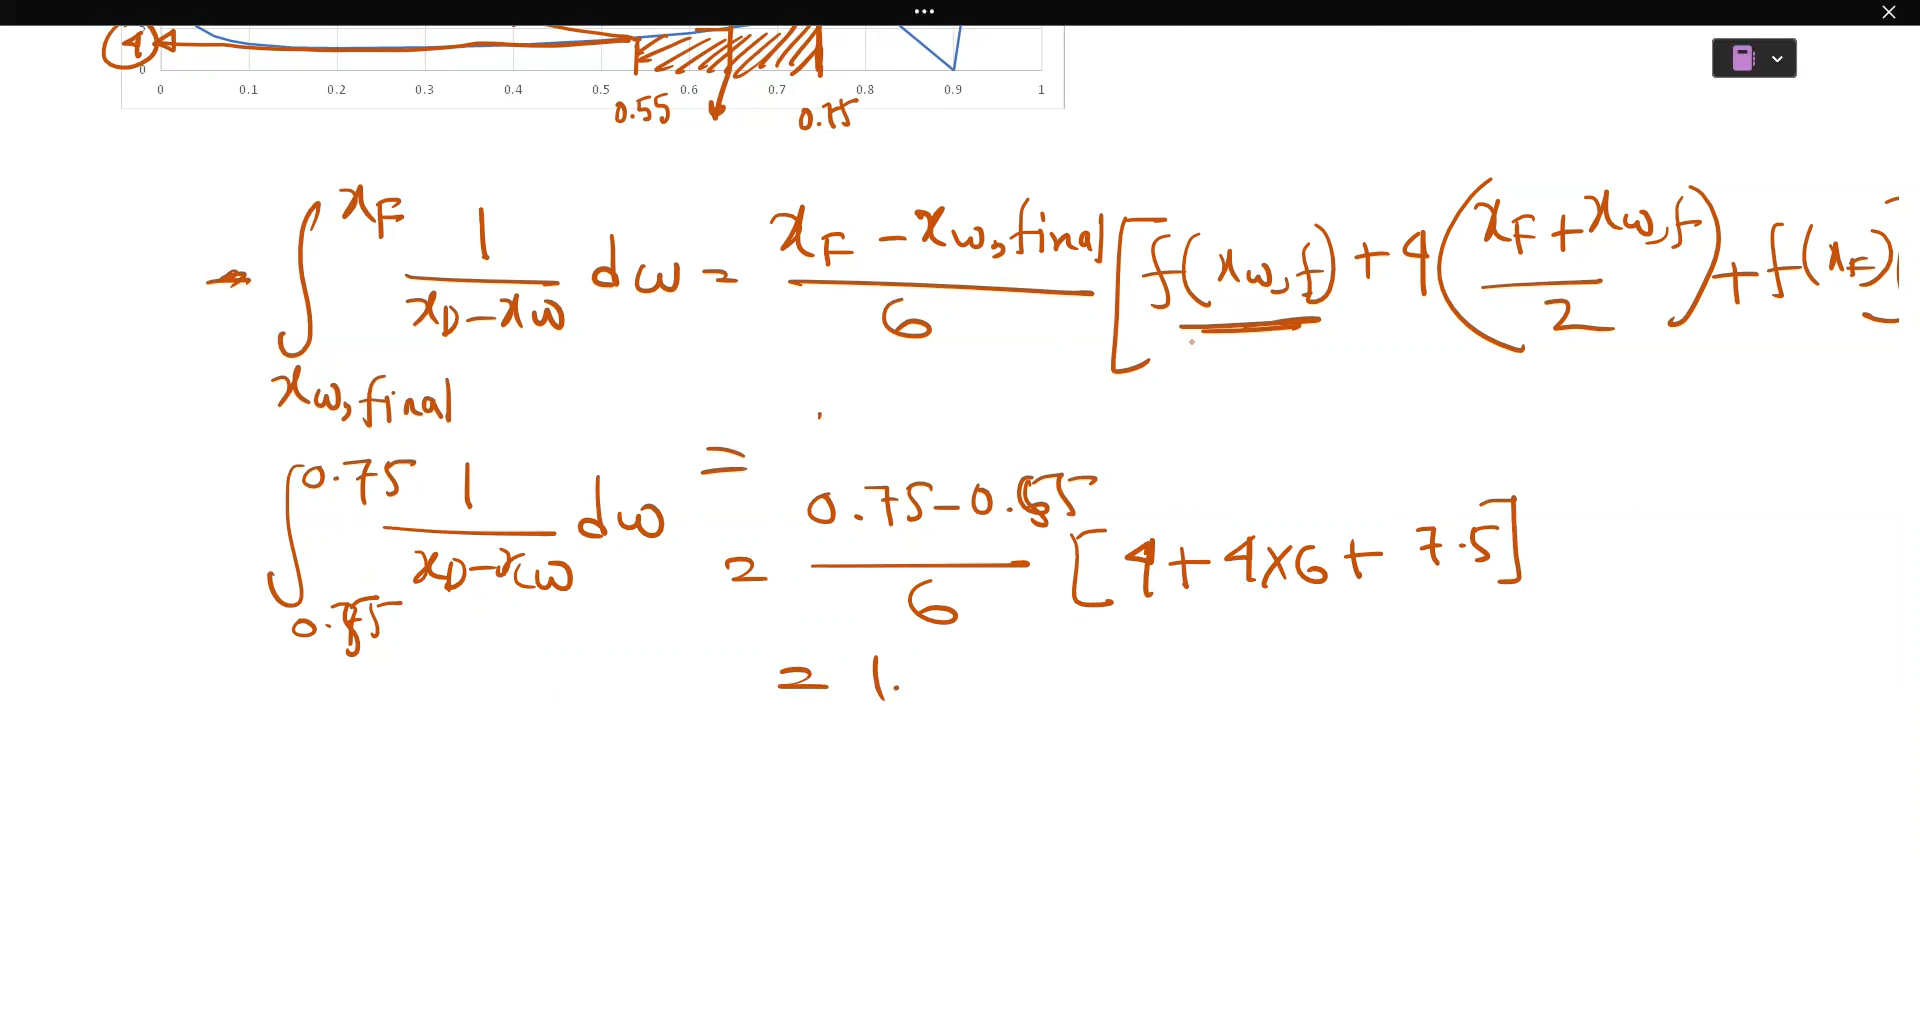 4
0
0 0.1 0.2 0.3 0.4 0.5 0.6 0.7 0.8 0.9 1
0.55 0.75
∫ xF xw,final 1/(xD-xw) dw = (xF - xw,final)/6 [f(xw,f) + 4((xF + xw,f)/2) + f(xF)]
=
∫ 0.75 0.55 1/(xD-xw) dw = (0.75-0.55)/6 [4+4×6+7.5]
= 1.